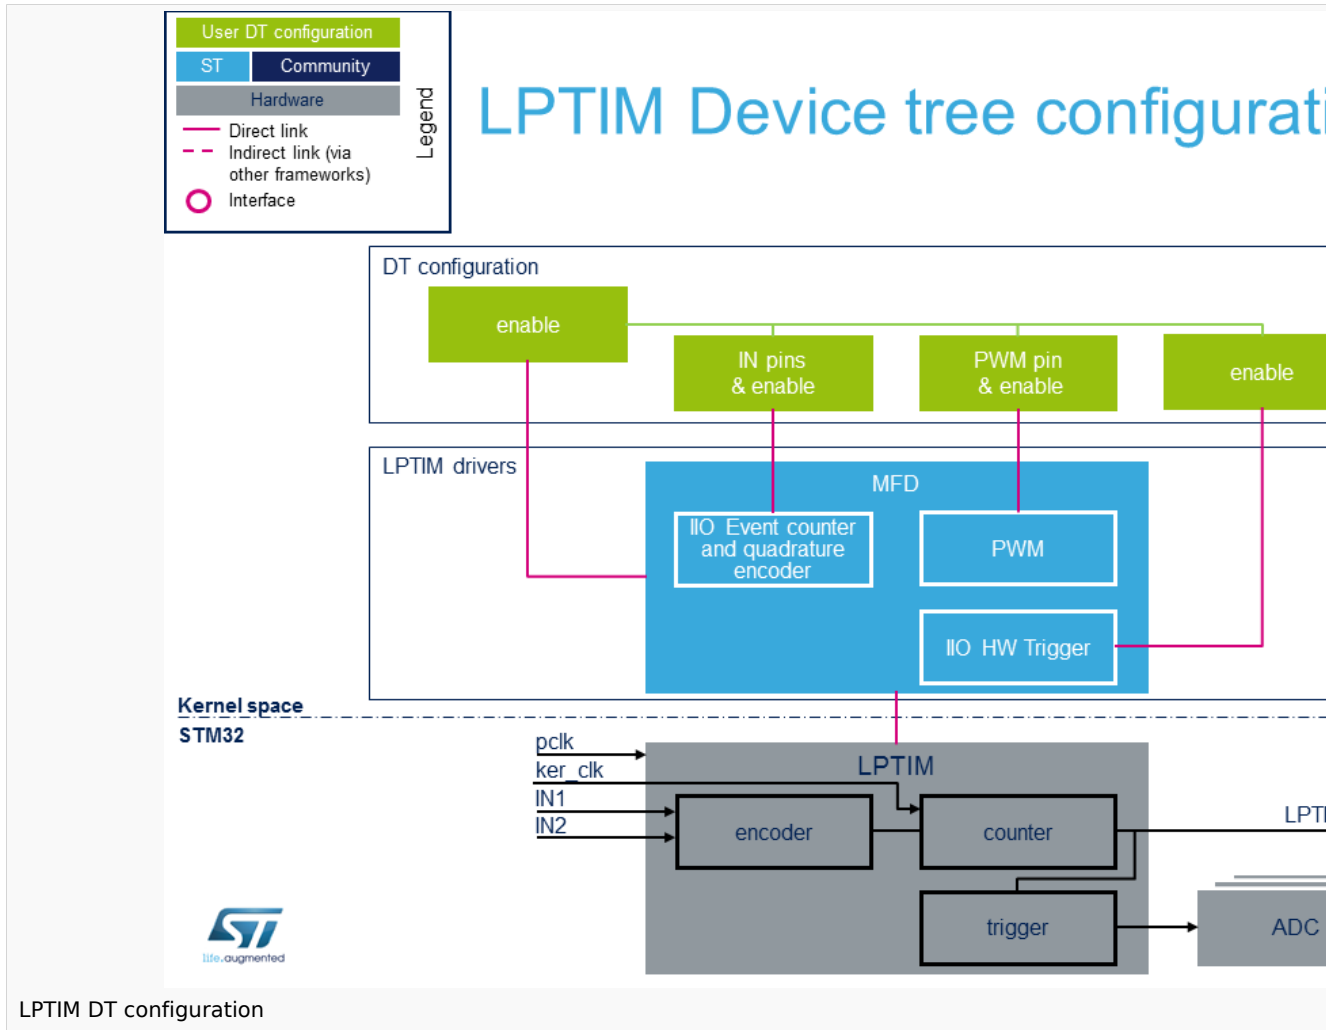 User DT configuration
ST
Community
Hardware
Direct link
Indirect link (via
other frameworks)
Interface
Legend
LPTIM Device tree configurati
DT configuration
enable
IN pins
& enable
PWM pin
& enable
enable
LPTIM drivers
MFD
IIO Event counter
and quadrature
encoder
PWM
IIO HW Trigger
Kernel space
STM32
pclk
ker_clk
IN1
IN2
LPTIM
encoder
counter
LPTI
trigger
ADC
life.augmented
LPTIM DT configuration